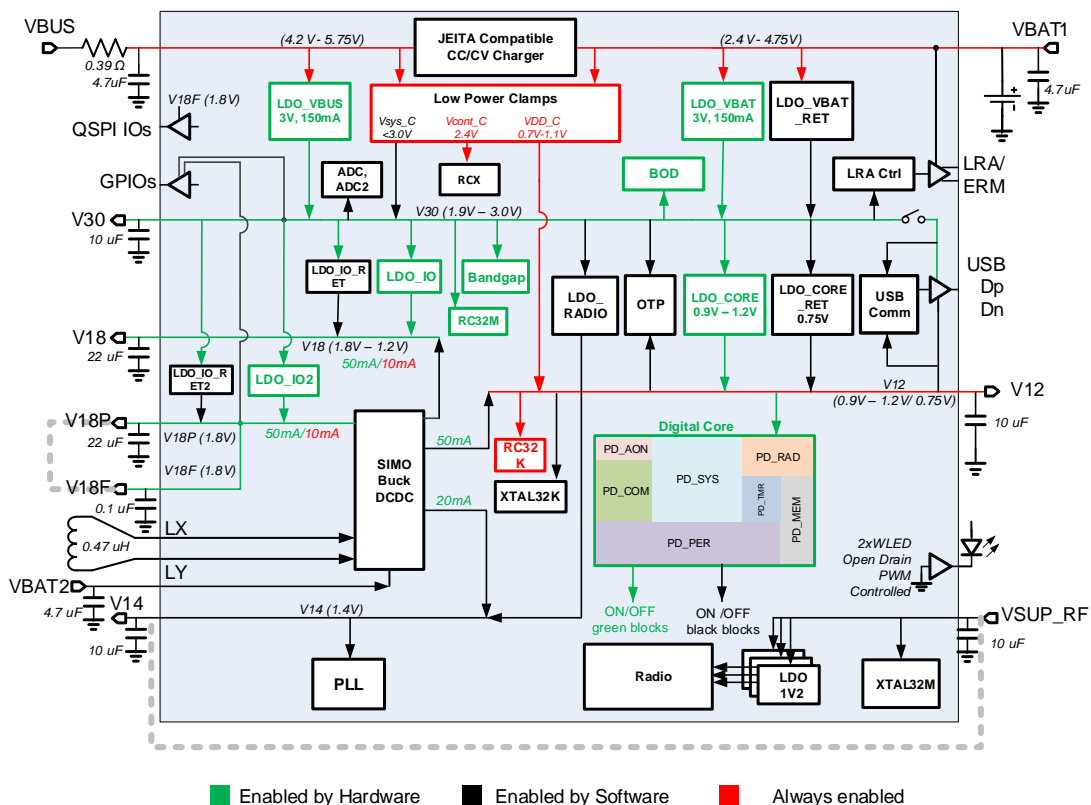 VBUS
(4.2 V - 5.75V)
JEITA Compatible
CC/CV Charger
(2.4 V - 4.75V)
VBAT1
0.39 Ω
4.7uF
4.7uF
V18F (1.8V)
QSPI IOs
LDO_VBUS
3V, 150mA
Low Power Clamps
Vsys_C
<3.0V
Vcont_C
2.4V
VDD_C
0.7V-1.1V
LDO_VBAT
3V, 150mA
LDO_VBAT
_RET
GPIOs
ADC,
ADC2
RCX
BOD
LRA Ctrl
LRA/
ERM
V30
V30 (1.9V – 3.0V)
10 uF
LDO_IO_R
ET
LDO_IO
Bandgap
RC32M
LDO_
RADIO
OTP
LDO_CORE
0.9V – 1.2V
LDO_CORE
_RET
0.75V
USB
Comm
USB
Dp
Dn
V18
V18 (1.8V – 1.2V)
22 uF
50mA/10mA
LDO_IO_R
ET2
LDO_IO2
V12
(0.9V – 1.2V/ 0.75V)
V12
10 uF
V18P
V18P (1.8V)
50mA/10mA
22 uF
SIMO
Buck
DCDC
50mA
20mA
RC32
K
XTAL32K
Digital Core
PD_AON
PD_SYS
PD_RAD
PD_COM
PD_TMR
PD_MEM
PD_PER
V18F (1.8V)
V18F
0.1 uF
LX
0.47 uH
LY
VBAT2
4.7 uF
2xWLED
Open Drain
PWM
Controlled
V14
V14 (1.4V)
10 uF
ON/OFF
green blocks
ON /OFF
black blocks
VSUP_RF
10 uF
PLL
Radio
LDO
1V2
XTAL32M
Enabled by Hardware
Enabled by Software
Always enabled